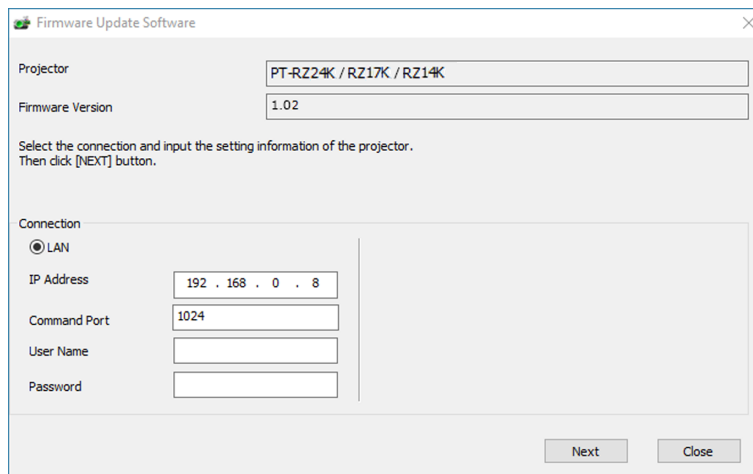 Firmware Update Software
Projector PT-RZ24K / RZ17K / RZ14K
Firmware Version 1.02
Select the connection and input the setting information of the projector.
Then click [NEXT] button.
Connection
LAN
IP Address 192 . 168 . 0 . 8
Command Port 1024
User Name
Password
Next Close